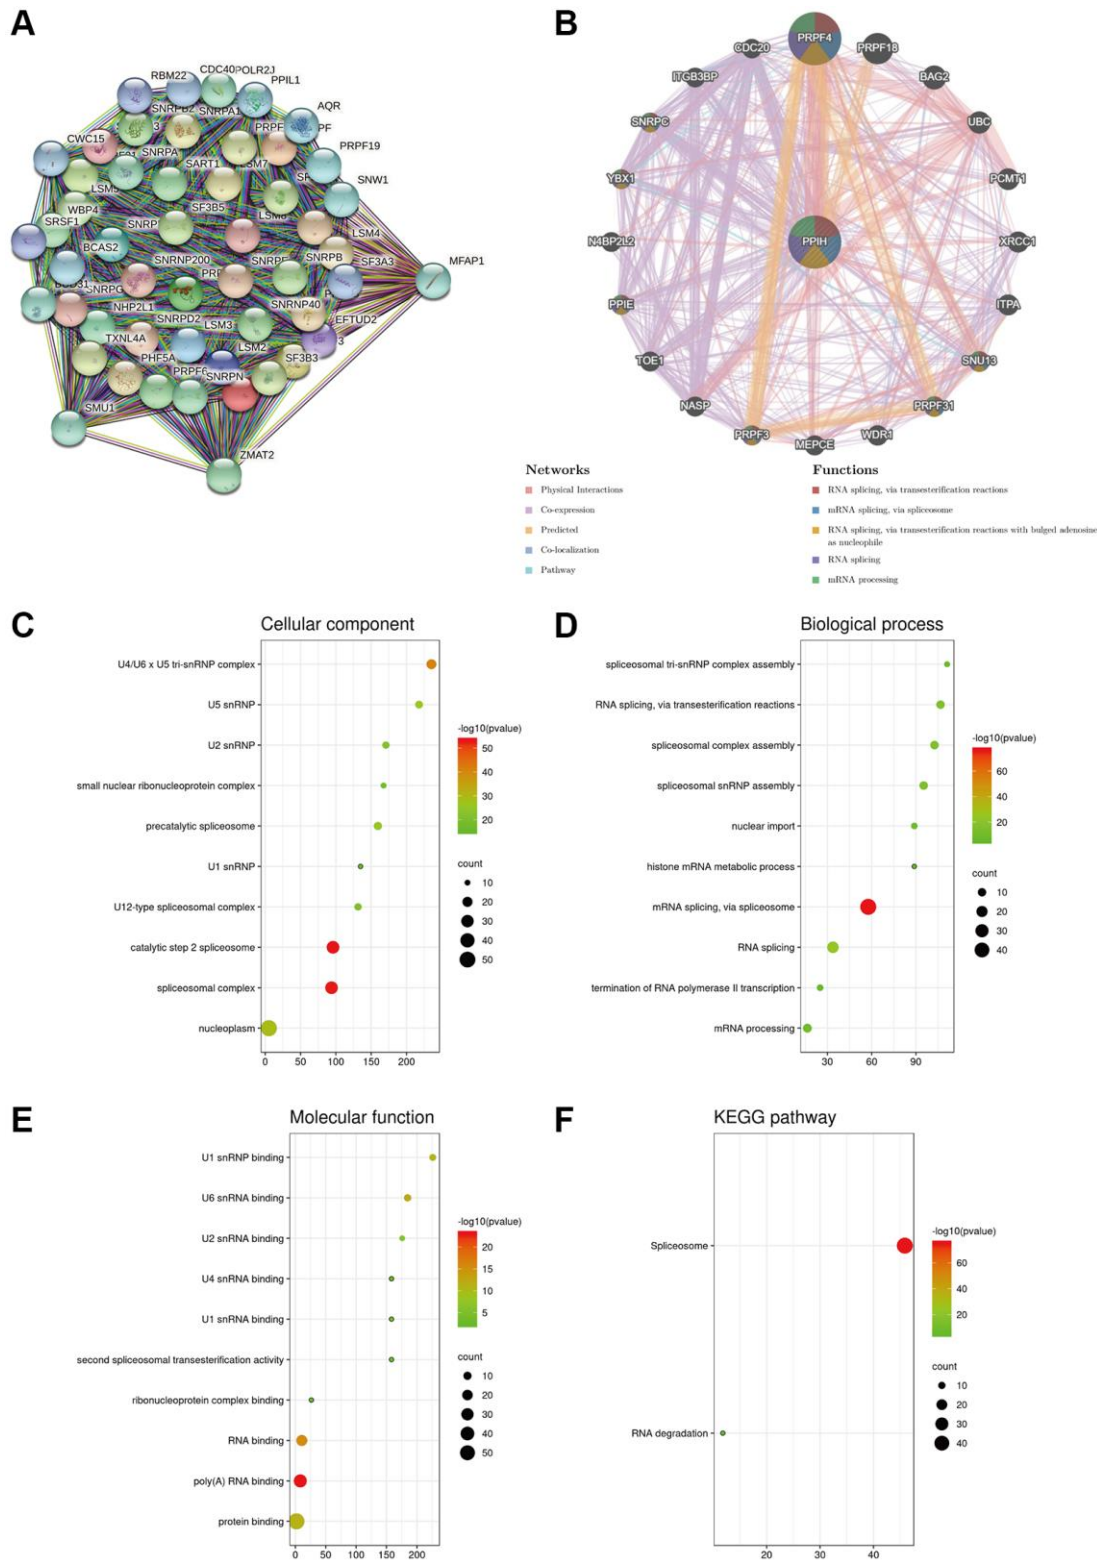 A
RBM22
CDC40
POLR2J
PPIL1
SNRPB2
SNRPA1
AQR
PRPF
PF
CWC15
SNRPA
PRPF19
SART1
LSM7
SNW1
WBP4
SF3B5
LSM8
SRSF1
LSM4
BCAS2
MFAP1
SNRNP200
SNRPB
SF3A3
SNRPG
NHP2L1
SNRNP40
SNRPD2
LSM3
EFTUD2
TXNL4A
LSM2
PHF5A
SF3B3
PRPF6
SNRPN
SMU1
ZMAT2
B
PRPF4
CDC20
PRPF18
ITGB3BP
BAG2
SNRPC
UBC
YBX1
PCMT1
N4BP2L2
PPIH
XRCC1
PPIE
ITPA
TOE1
SNU13
NASP
PRPF31
PRPF3
MEPCE
WDR1
Networks
Physical Interactions
Co-expression
Predicted
Co-localization
Pathway
Functions
RNA splicing, via transesterification reactions
mRNA splicing, via spliceosome
RNA splicing, via transesterification reactions with bulged adenosine
as nucleophile
RNA splicing
mRNA processing
C
Cellular component
U4/U6 x U5 tri-snRNP complex
U5 snRNP
U2 snRNP
small nuclear ribonucleoprotein complex
precatalytic spliceosome
U1 snRNP
U12-type spliceosomal complex
catalytic step 2 spliceosome
spliceosomal complex
nucleoplasm
0 50 100 150 200
-log10(pvalue)
50
40
30
20
count
10
20
30
40
50
D
Biological process
spliceosomal tri-snRNP complex assembly
RNA splicing, via transesterification reactions
spliceosomal complex assembly
spliceosomal snRNP assembly
nuclear import
histone mRNA metabolic process
mRNA splicing, via spliceosome
RNA splicing
termination of RNA polymerase II transcription
mRNA processing
30 60 90
-log10(pvalue)
60
40
20
count
10
20
30
40
E
Molecular function
U1 snRNP binding
U6 snRNA binding
U2 snRNA binding
U4 snRNA binding
U1 snRNA binding
second spliceosomal transesterification activity
ribonucleoprotein complex binding
RNA binding
poly(A) RNA binding
protein binding
0 50 100 150 200
-log10(pvalue)
20
15
10
5
count
10
20
30
40
50
F
KEGG pathway
Spliceosome
RNA degradation
20 30 40
-log10(pvalue)
60
40
20
count
10
20
30
40